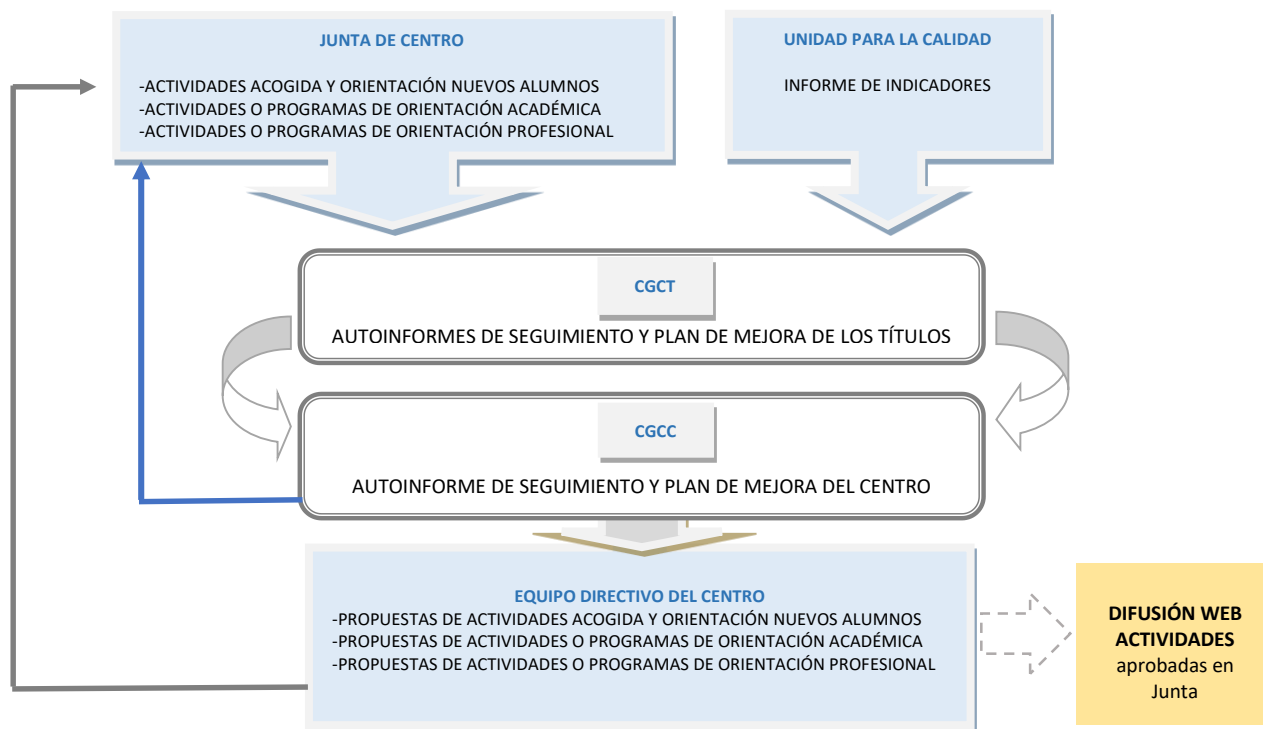 JUNTA DE CENTRO
-ACTIVIDADES ACOGIDA Y ORIENTACIÓN NUEVOS ALUMNOS
-ACTIVIDADES O PROGRAMAS DE ORIENTACIÓN ACADÉMICA
-ACTIVIDADES O PROGRAMAS DE ORIENTACIÓN PROFESIONAL
UNIDAD PARA LA CALIDAD
INFORME DE INDICADORES
CGCT
AUTOINFORMES DE SEGUIMIENTO Y PLAN DE MEJORA DE LOS TÍTULOS
CGCC
AUTOINFORME DE SEGUIMIENTO Y PLAN DE MEJORA DEL CENTRO
EQUIPO DIRECTIVO DEL CENTRO
-PROPUESTAS DE ACTIVIDADES ACOGIDA Y ORIENTACIÓN NUEVOS ALUMNOS
-PROPUESTAS DE ACTIVIDADES O PROGRAMAS DE ORIENTACIÓN ACADÉMICA
-PROPUESTAS DE ACTIVIDADES O PROGRAMAS DE ORIENTACIÓN PROFESIONAL
DIFUSIÓN WEB
ACTIVIDADES
aprobadas en
Junta